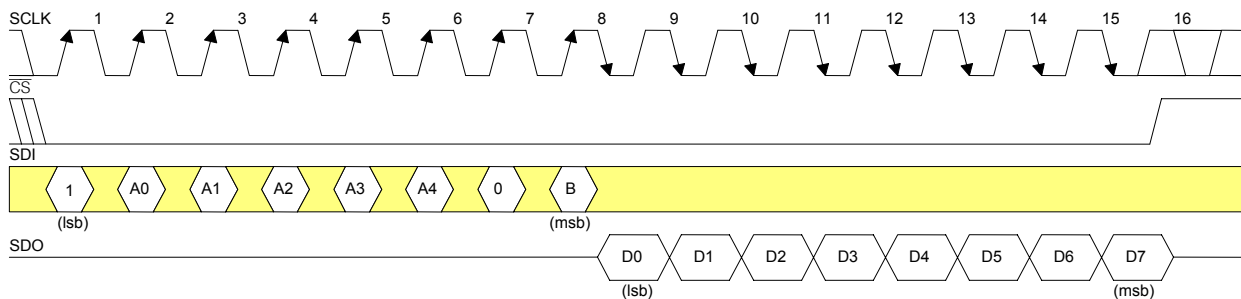 SCLK 1 2 3 4 5 6 7 8 9 10 11 12 13 14 15 16
CS
SDI
1 A0 A1 A2 A3 A4 0 B
(lsb) (msb)
SDO
D0 D1 D2 D3 D4 D5 D6 D7
(lsb) (msb)